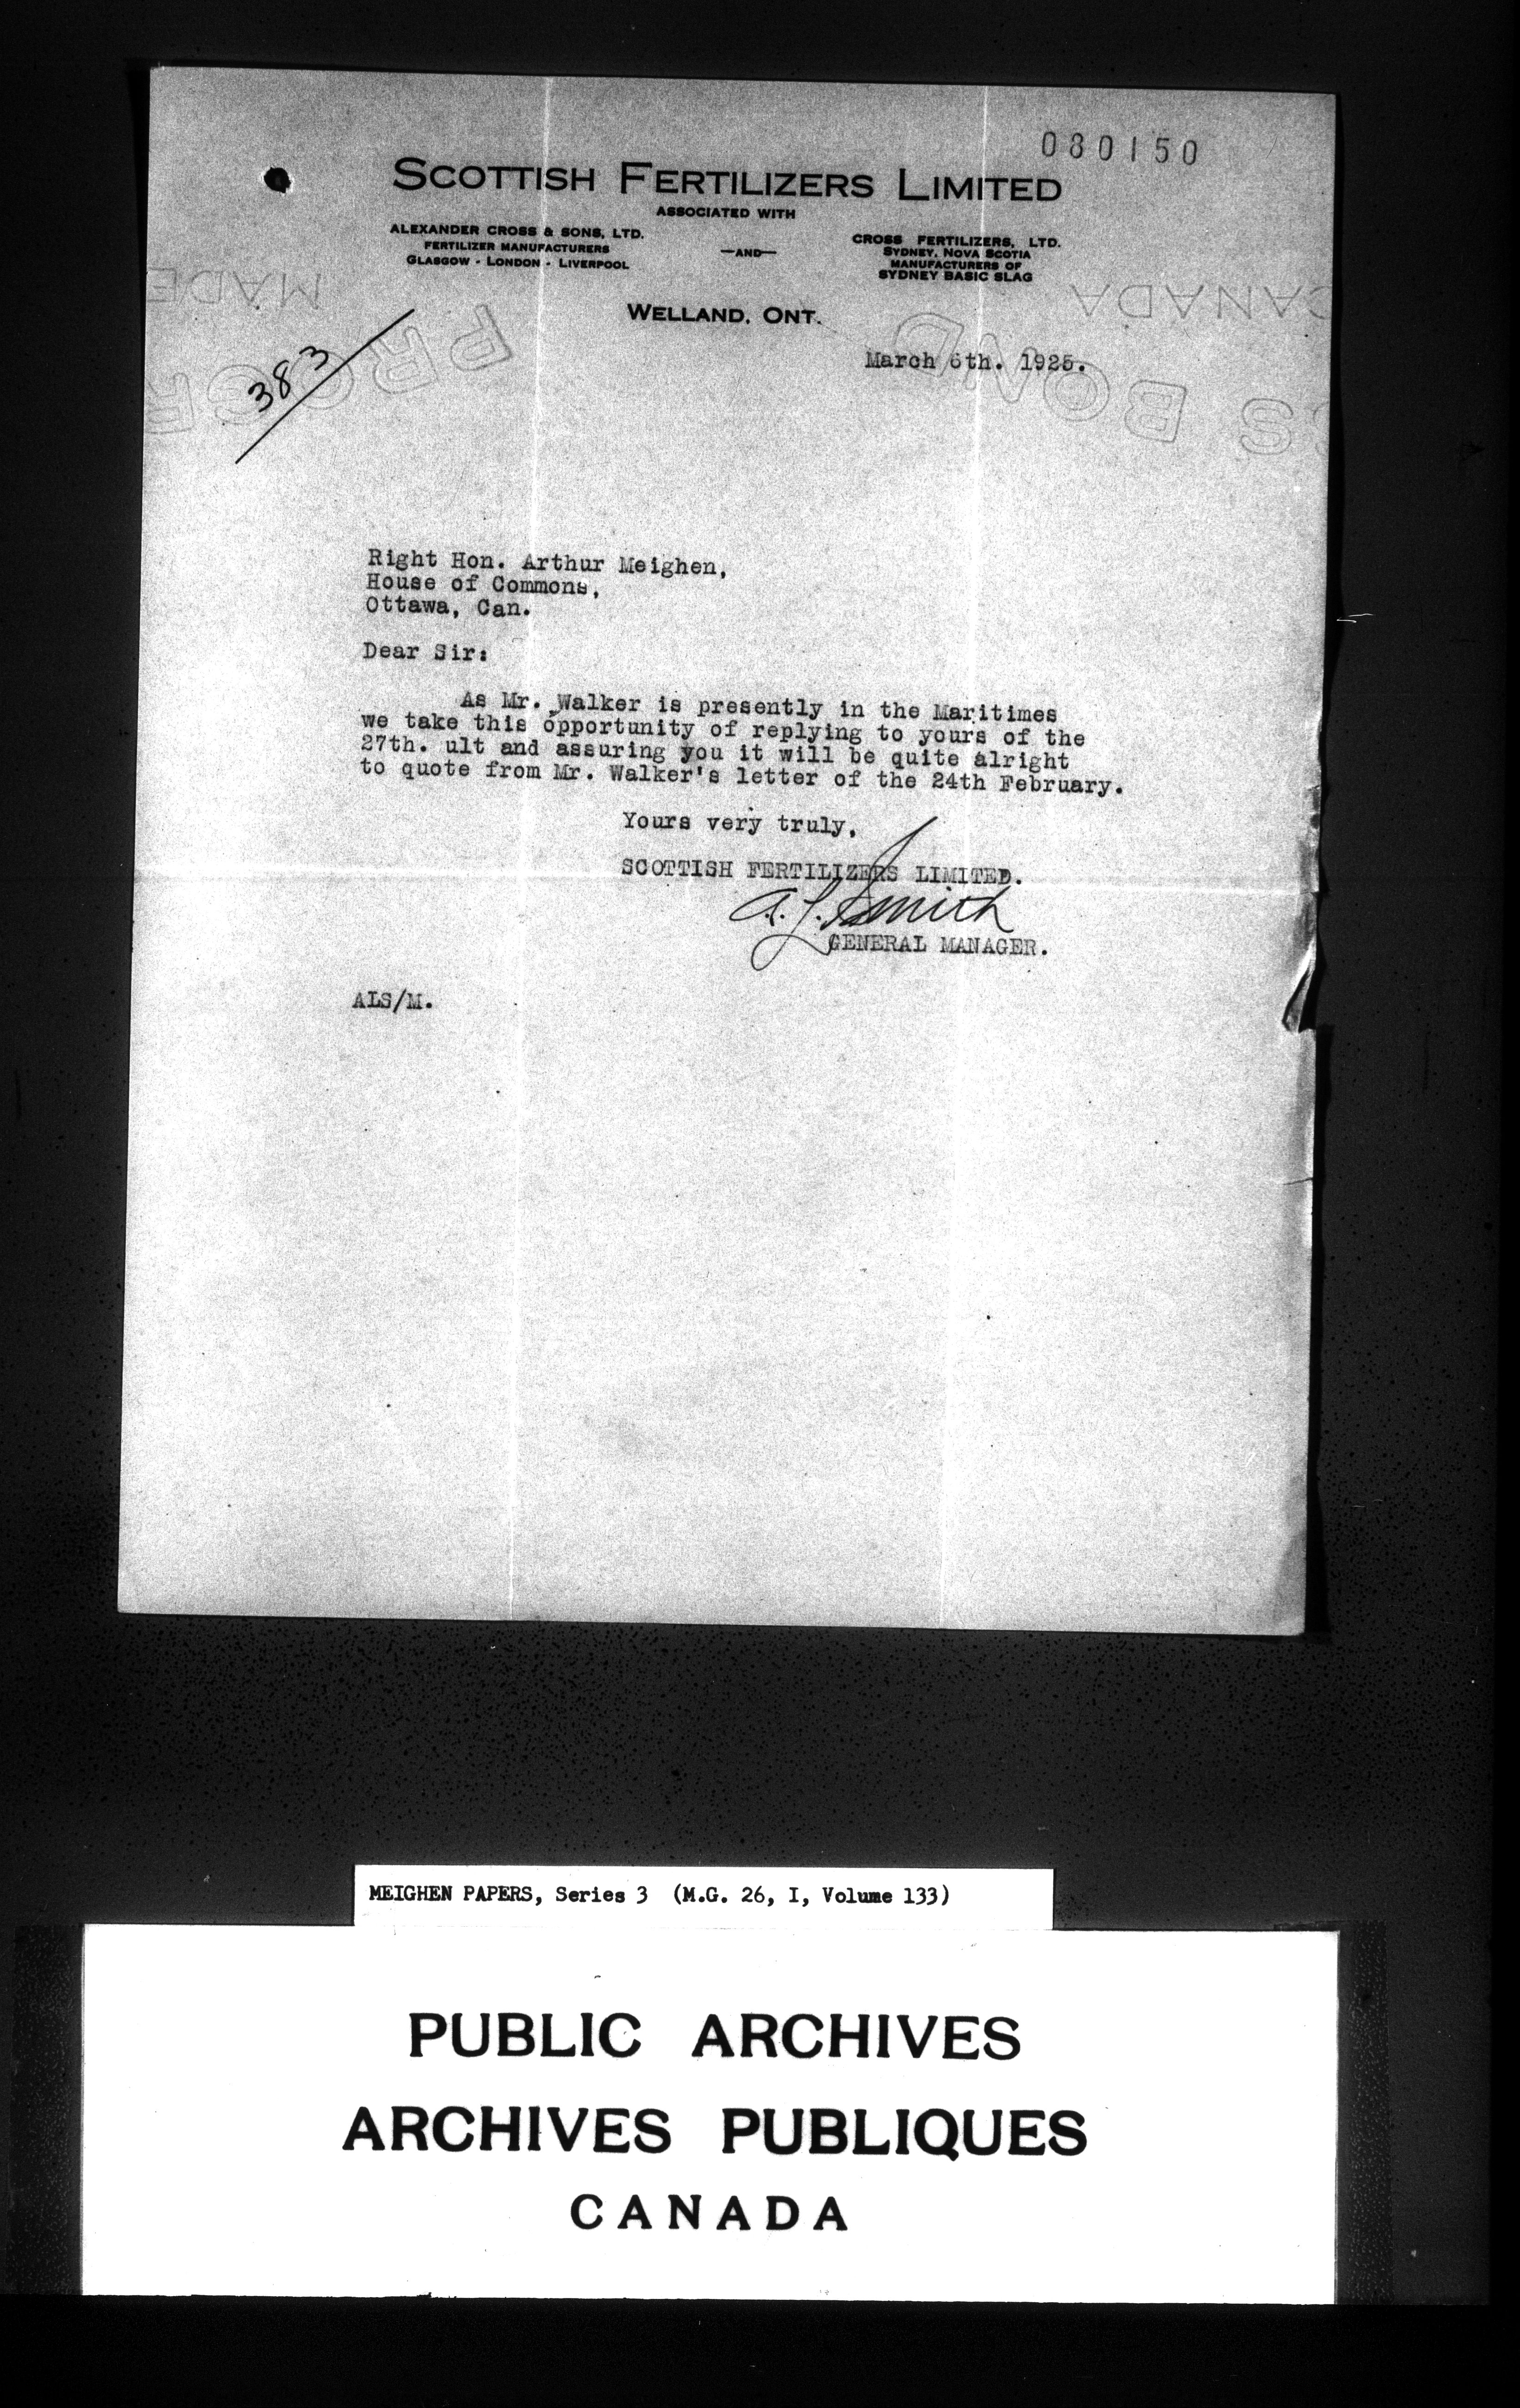 080150
SCOTTISH FERTILIZERS LIMITED
ASSOCIATED WITH
ALEXANDER CROSS & SONS, LTD.
FERTILIZER MANUFACTURERS
GLASGOW - LONDON - LIVERPOOL
—AND—
CROSS FERTILIZERS, LTD.
SYDNEY, NOVA SCOTIA
MANUFACTURERS OF
SYDNEY BASIC SLAG
WELLAND, ONT.
MADE
CANADA
PROGR
SS BOND
383
March 6th. 1925.
Right Hon. Arthur Meighen,
House of Commons,
Ottawa, Can.
Dear Sir:
As Mr. Walker is presently in the Maritimes
we take this opportunity of replying to yours of the
27th. ult and assuring you it will be quite alright
to quote from Mr. Walker's letter of the 24th February.
Yours very truly,
SCOTTISH FERTILIZERS LIMITED.
A. L. Smith
GENERAL MANAGER.
ALS/M.
MEIGHEN PAPERS, Series 3 (M.G. 26, I, Volume 133)
PUBLIC ARCHIVES
ARCHIVES PUBLIQUES
CANADA